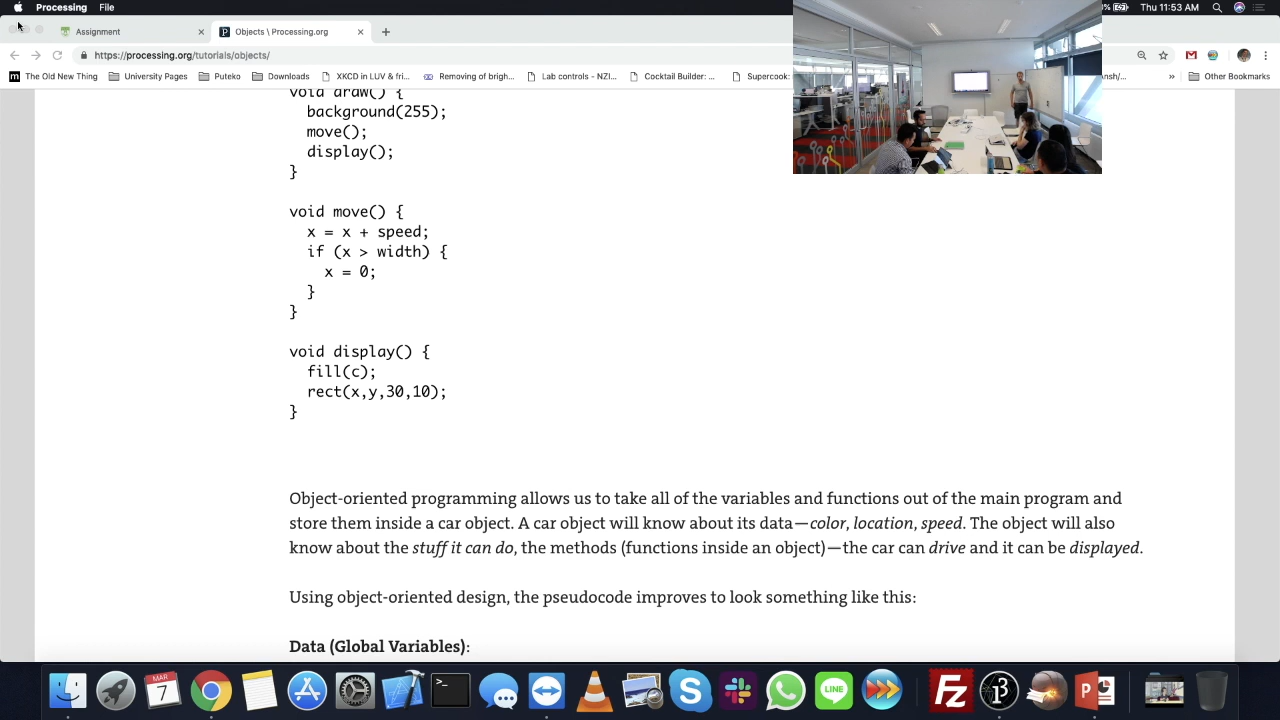 Processing File
% Thu 11:53 AM
Assignment
Objects \ Processing.org
https://processing.org/tutorials/objects/
The Old New Thing University Pages Puteko Downloads XKCD in LUV & fri... Removing of brigh... Lab controls - NZI... Cocktail Builder: ... Supercook: nsh/... » Other Bookmarks
void draw() {
background(255);
move();
display();
}
void move() {
x = x + speed;
if (x > width) {
x = 0;
}
}
void display() {
fill(c);
rect(x,y,30,10);
}
Object-oriented programming allows us to take all of the variables and functions out of the main program and
store them inside a car object. A car object will know about its data—color, location, speed. The object will also
know about the stuff it can do, the methods (functions inside an object)—the car can drive and it can be displayed.
Using object-oriented design, the pseudocode improves to look something like this:
Data (Global Variables):
MAR
7
>_
S
LINE
Fz
P